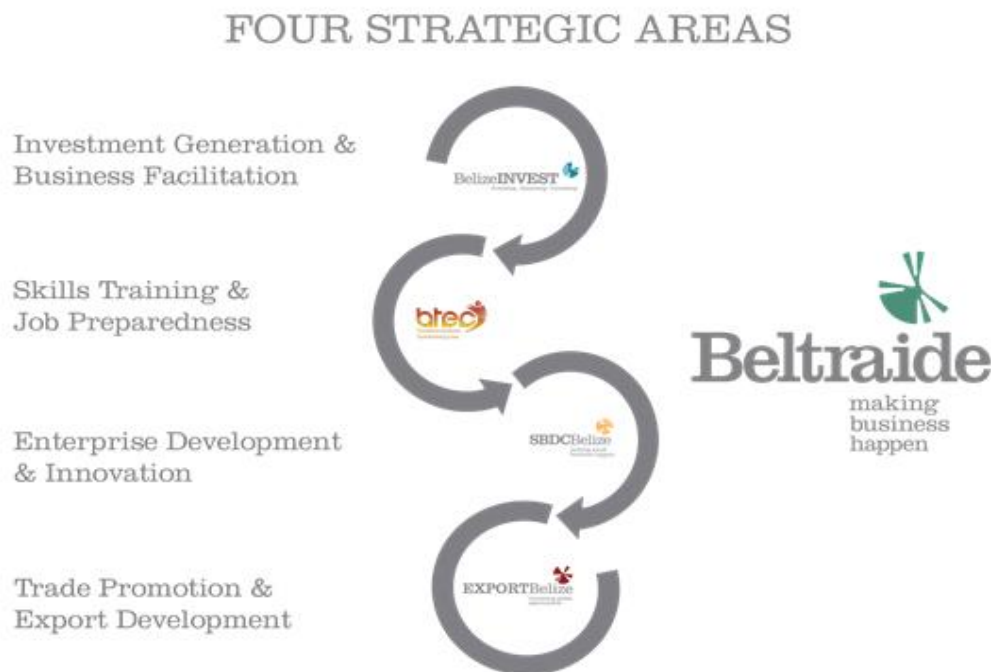 FOUR STRATEGIC AREAS
Investment Generation &
Business Facilitation
BelizeINVEST
Skills Training &
Job Preparedness
btec
Beltraide
making
business
happen
Enterprise Development
& Innovation
SBDCBelize
Trade Promotion &
Export Development
EXPORTBelize